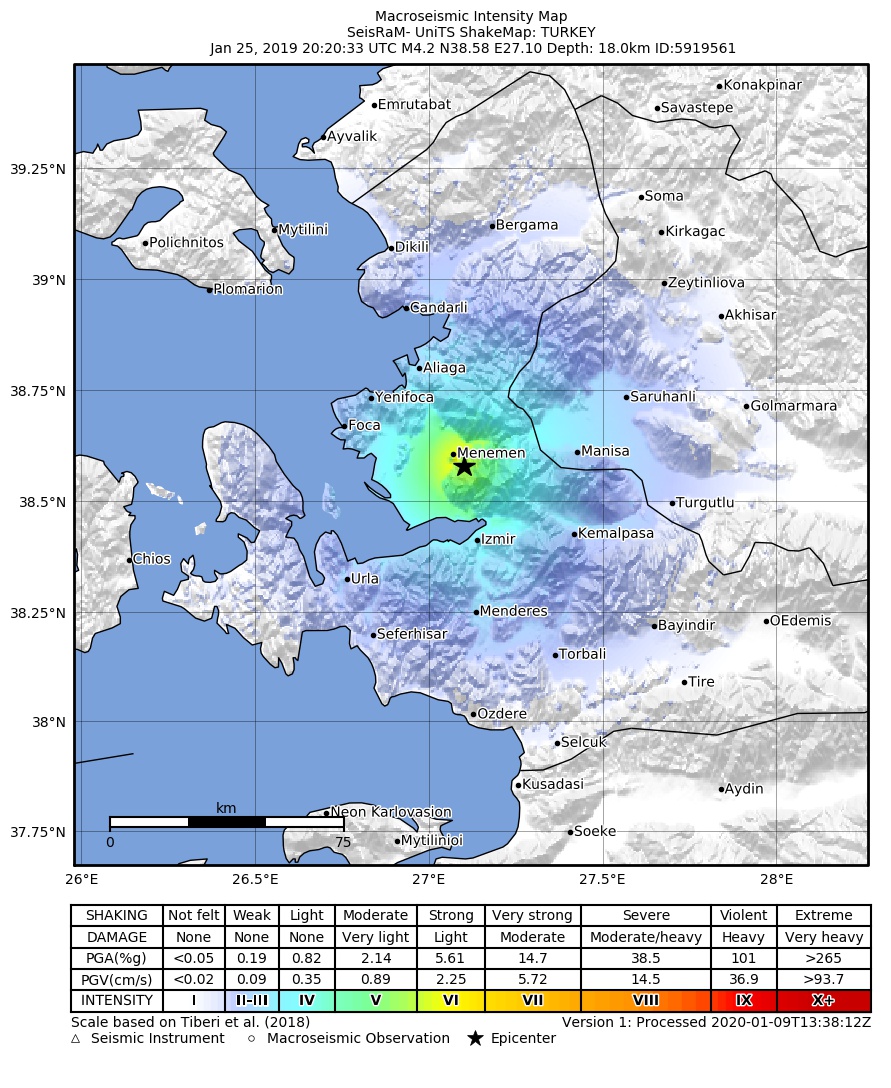 Macroseismic Intensity Map
SeisRaM- UniTS ShakeMap: TURKEY
Jan 25, 2019 20:20:33 UTC M4.2 N38.58 E27.10 Depth: 18.0km ID:5919561
Konakpinar
Emrutabat
Savastepe
Ayvalik
39.25°N
Soma
Bergama
Mytilini
Kirkagac
Polichnitos
Dikili
39°N
Zeytinliova
Plomarion
Candarli
Akhisar
Aliaga
38.75°N
Yenifoca
Saruhanli
Golmarmara
Foca
Menemen
Manisa
38.5°N
Turgutlu
Izmir
Kemalpasa
Chios
Urla
38.25°N
Menderes
OEdemis
Bayindir
Seferhisar
Torbali
Tire
Ozdere
38°N
Selcuk
Kusadasi
Aydin
km
Neon Karlovasion
37.75°N
Soeke
0
75
Mytilinioi
26°E 26.5°E 27°E 27.5°E 28°E
SHAKING Not felt Weak Light Moderate Strong Very strong Severe Violent Extreme
DAMAGE None None None Very light Light Moderate Moderate/heavy Heavy Very heavy
PGA(%g) <0.05 0.19 0.82 2.14 5.61 14.7 38.5 101 >265
PGV(cm/s) <0.02 0.09 0.35 0.89 2.25 5.72 14.5 36.9 >93.7
INTENSITY I II-III IV V VI VII VIII IX X+
Scale based on Tiberi et al. (2018) Version 1: Processed 2020-01-09T13:38:12Z
Seismic Instrument Macroseismic Observation Epicenter